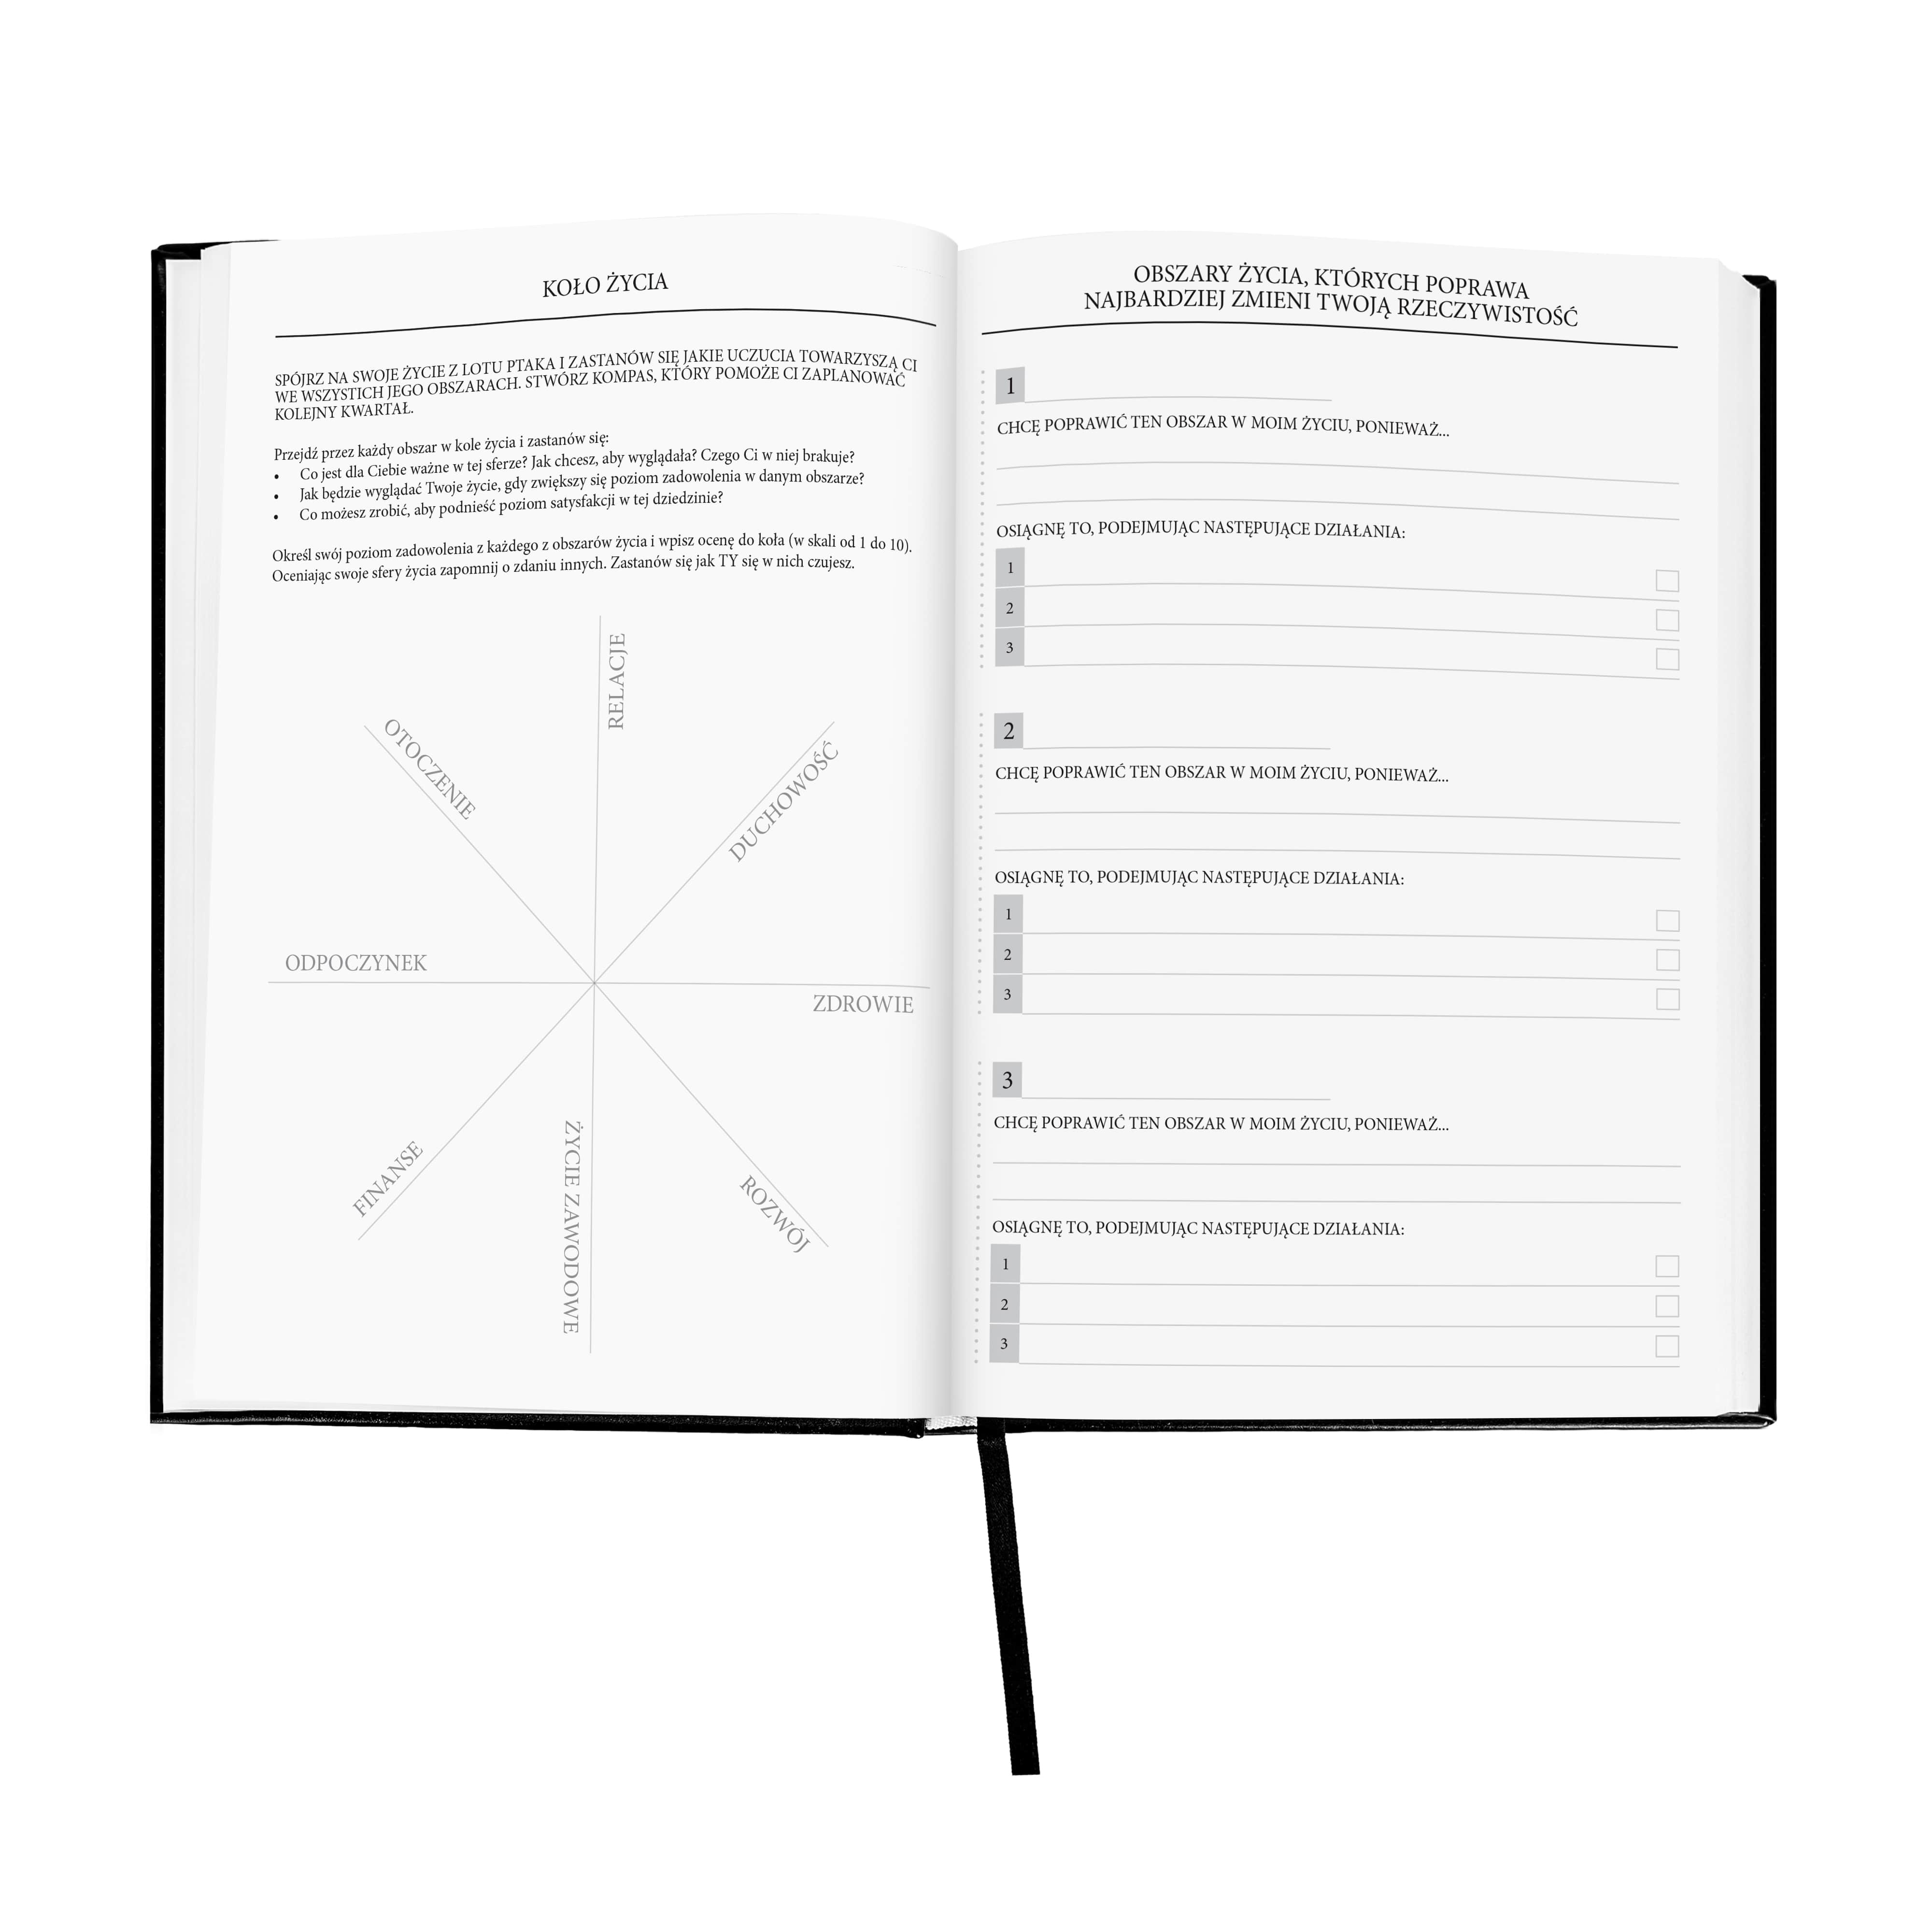 KOŁO ŻYCIA
SPÓJRZ NA SWOJE ŻYCIE Z LOTU PTAKA I ZASTANÓW SIĘ JAKIE UCZUCIA TOWARZYSZĄ CI
WE WSZYSTICH JEGO OBSZARACH. STWÓRZ KOMPAS, KTÓRY POMOŻE CI ZAPLANOWAĆ
KOLEJNY KWARTAŁ.
Przejdź przez każdy obszar w kole życia i zastanów się:
• Co jest dla Ciebie ważne w tej sferze? Jak chcesz, aby wyglądała? Czego Ci w niej brakuje?
• Jak będzie wyglądać Twoje życie, gdy zwiększy się poziom zadowolenia w danym obszarze?
• Co możesz zrobić, aby podnieść poziom satysfakcji w tej dziedzinie?
Określ swój poziom zadowolenia z każdego z obszarów życia i wpisz ocenę do koła (w skali od 1 do 10).
Oceniając swoje sfery życia zapomnij o zdaniu innych. Zastanów się jak TY się w nich czujesz.
RELACJE
OTOCZENIE
DUCHOWOŚĆ
ODPOCZYNEK
ZDROWIE
FINANSE
ŻYCIE ZAWODOWE
ROZWÓJ
OBSZARY ŻYCIA, KTÓRYCH POPRAWA
NAJBARDZIEJ ZMIENI TWOJĄ RZECZYWISTOŚĆ
1
CHCĘ POPRAWIĆ TEN OBSZAR W MOIM ŻYCIU, PONIEWAŻ...
OSIĄGNĘ TO, PODEJMUJĄC NASTĘPUJĄCE DZIAŁANIA:
1
2
3
2
CHCĘ POPRAWIĆ TEN OBSZAR W MOIM ŻYCIU, PONIEWAŻ...
OSIĄGNĘ TO, PODEJMUJĄC NASTĘPUJĄCE DZIAŁANIA:
1
2
3
3
CHCĘ POPRAWIĆ TEN OBSZAR W MOIM ŻYCIU, PONIEWAŻ...
OSIĄGNĘ TO, PODEJMUJĄC NASTĘPUJĄCE DZIAŁANIA:
1
2
3